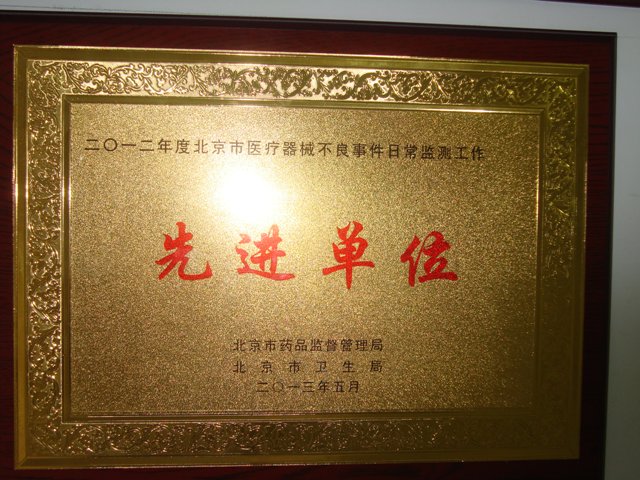 二〇一二年度北京市医疗器械不良事件日常监测工作
先进单位
北京市药品监督管理局
北京市卫生局
二〇一三年五月